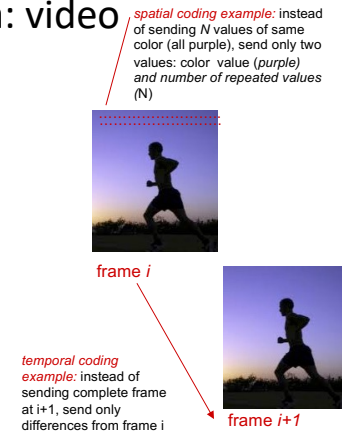 : video
spatial coding example: instead
of sending N values of same
color (all purple), send only two
values: color value (purple)
and number of repeated values
(N)
frame i
temporal coding
example: instead of
sending complete frame
at i+1, send only
differences from frame i
frame i+1